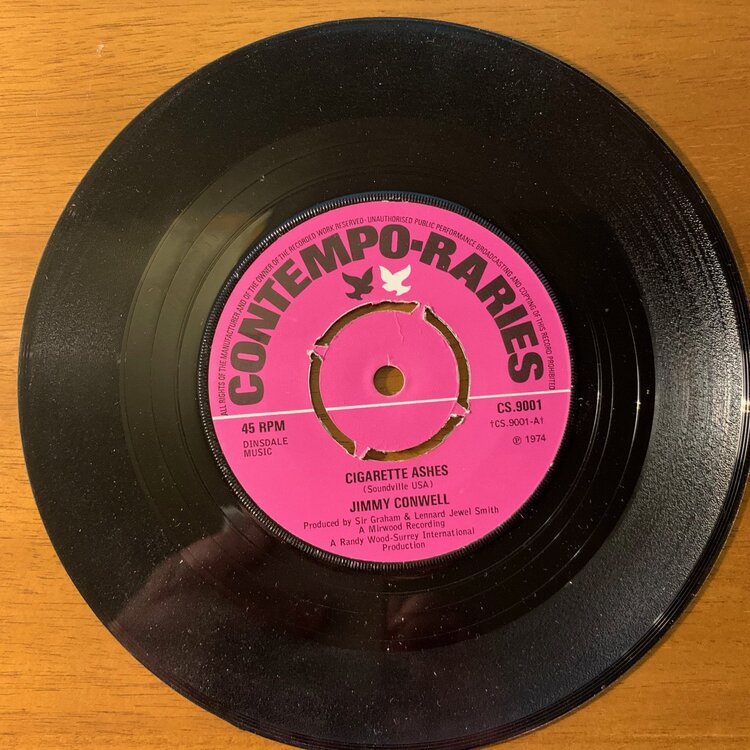 ALL RIGHTS OF THE MANUFACTURER AND OF THE OWNER OF THE RECORDED WORK RESERVED · UNAUTHORISED PUBLIC PERFORMANCE BROADCASTING AND COPYING OF THIS RECORD PROHIBITED
CONTEMPO-RARIES
45 RPM
DINSDALE
MUSIC
CS.9001
†CS.9001-A†
℗ 1974
CIGARETTE ASHES
(Soundville USA)
JIMMY CONWELL
Produced by Sir Graham & Lennard Jewel Smith
A Mirwood Recording
A Randy Wood-Surrey International
Production